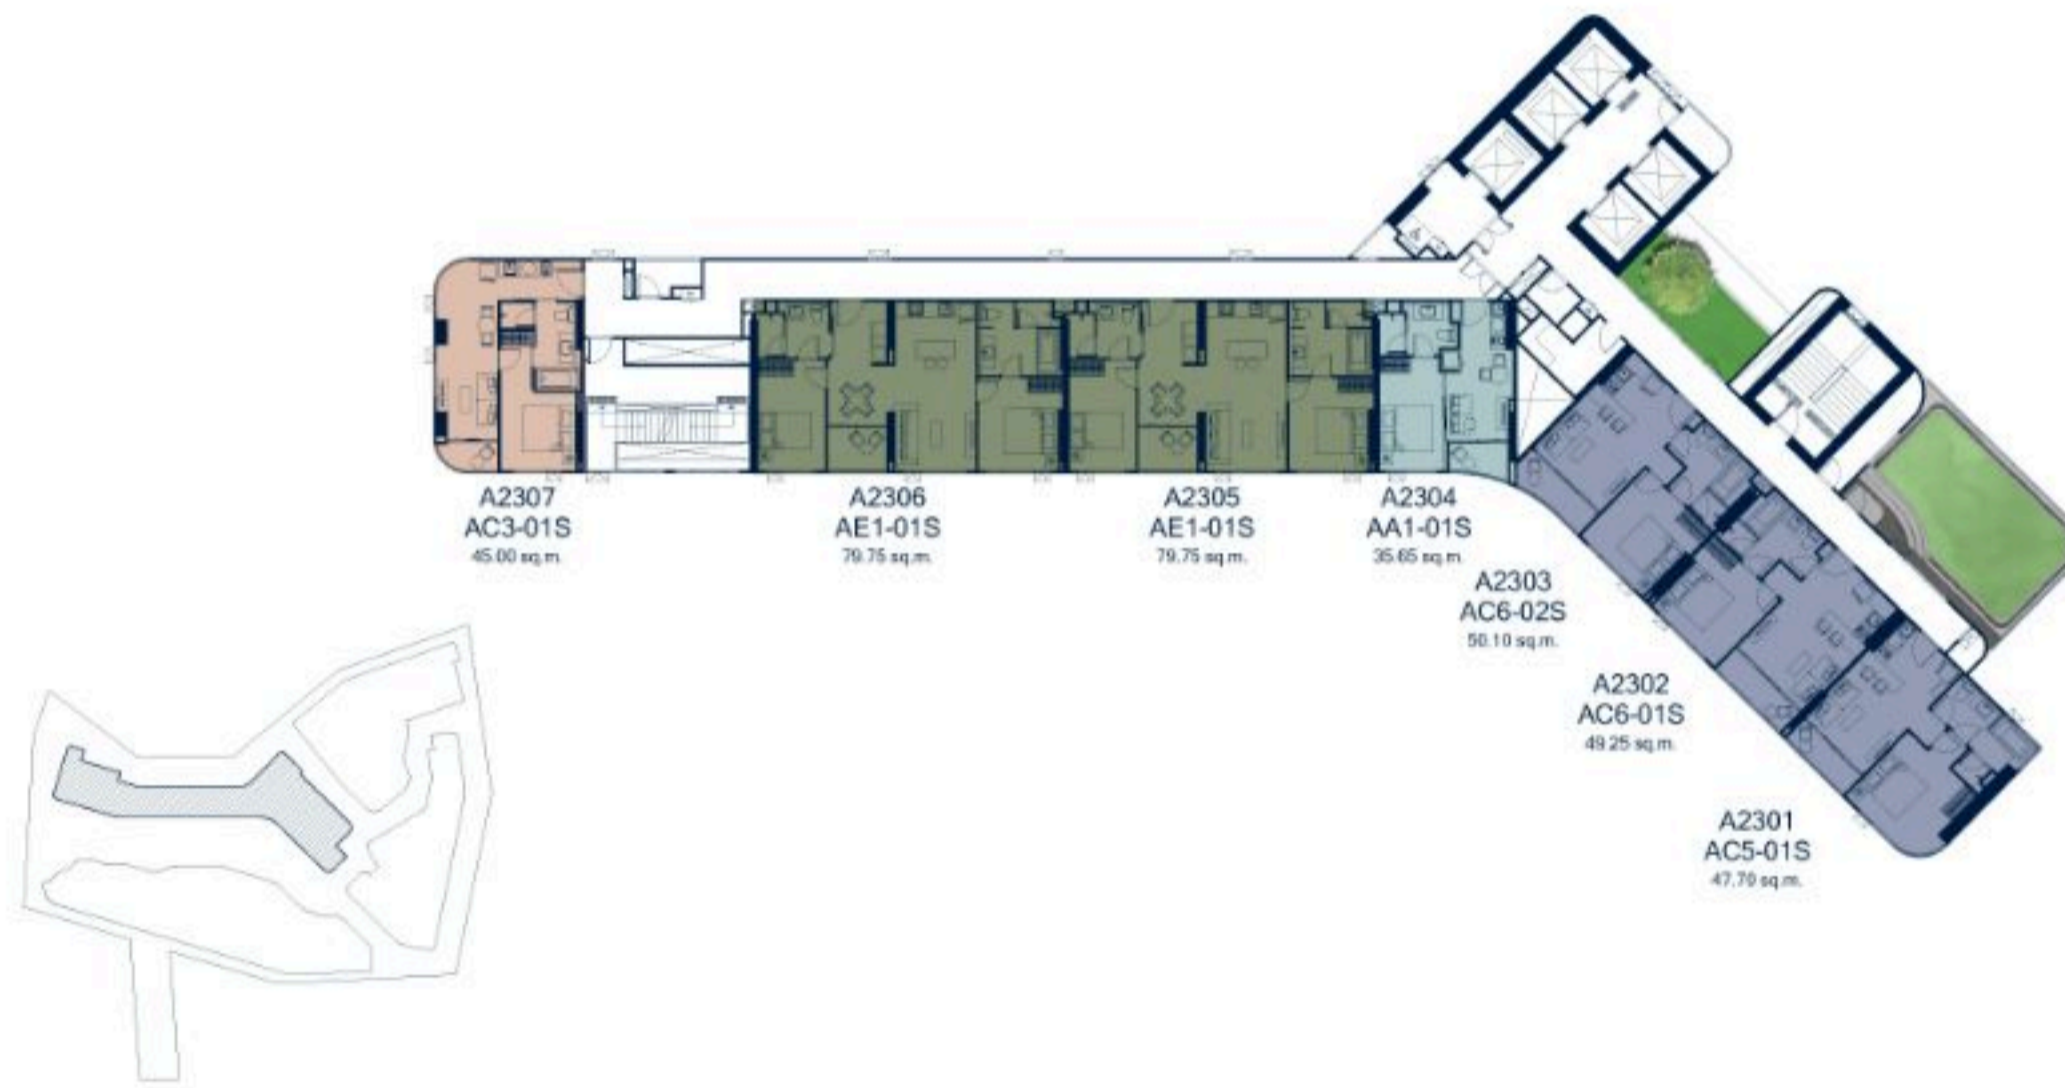 A2307
AC3-01S
45.00 sq.m.
A2306
AE1-01S
79.75 sq.m.
A2305
AE1-01S
79.75 sq.m.
A2304
AA1-01S
35.65 sq.m.
A2303
AC6-02S
50.10 sq.m.
A2302
AC6-01S
49.25 sq.m.
A2301
AC5-01S
47.70 sq.m.